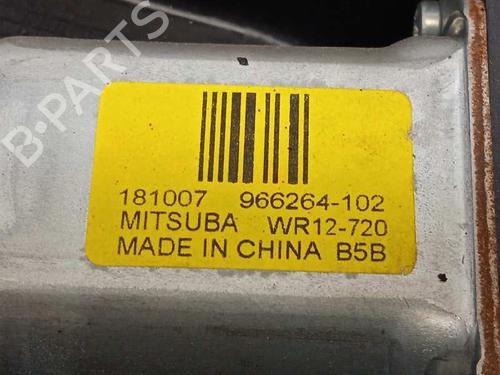 B-PARTS
181007 966264-102
MITSUBA WR12-720
MADE IN CHINA B5B